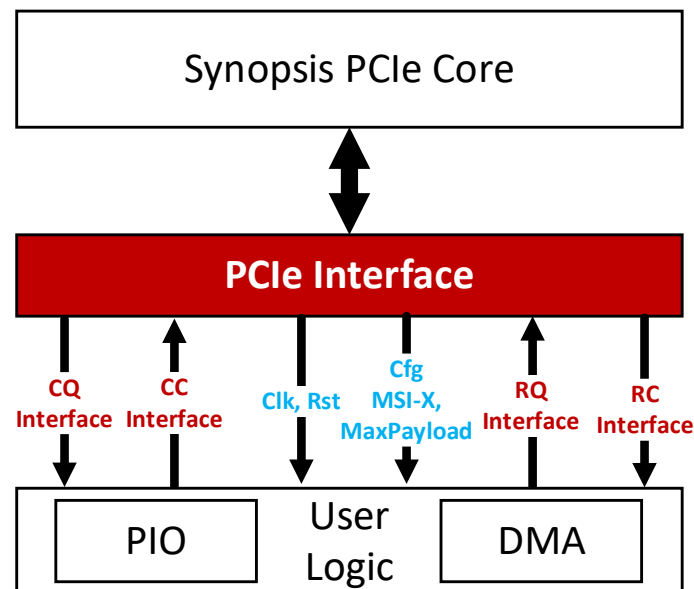 Synopsis PCIe Core
PCIe Interface
CQ
Interface
CC
Interface
Clk, Rst
Cfg
MSI-X,
MaxPayload
RQ
Interface
RC
Interface
PIO
User
Logic
DMA